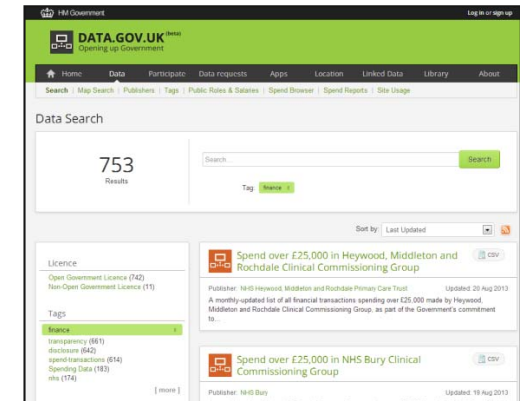 HM Government
Log in or sign up
DATA.GOV.UK (beta)
Opening up Government
Home Data Participate Data requests Apps Location Linked Data Library About
Search | Map Search | Publishers | Tags | Public Roles & Salaries | Spend Browser | Spend Reports | Site Usage
Data Search
753
Results
Search...
Search
Tag: finance x
Sort by: Last Updated
Licence
Open Government Licence (742)
Non-Open Government Licence (11)
Tags
finance x
transparency (661)
disclosure (642)
spend-transactions (614)
Spending Data (183)
nhs (174)
[ more ]
Spend over £25,000 in Heywood, Middleton and
Rochdale Clinical Commissioning Group
CSV
Publisher: NHS Heywood, Middleton and Rochdale Primary Care Trust Updated: 20 Aug 2013
A monthly-updated list of all financial transactions spending over £25,000 made by Heywood,
Middleton and Rochdale Clinical Commissioning Group, as part of the Government's commitment
to...
Spend over £25,000 in NHS Bury Clinical
Commissioning Group
CSV
Publisher: NHS Bury Updated: 19 Aug 2013